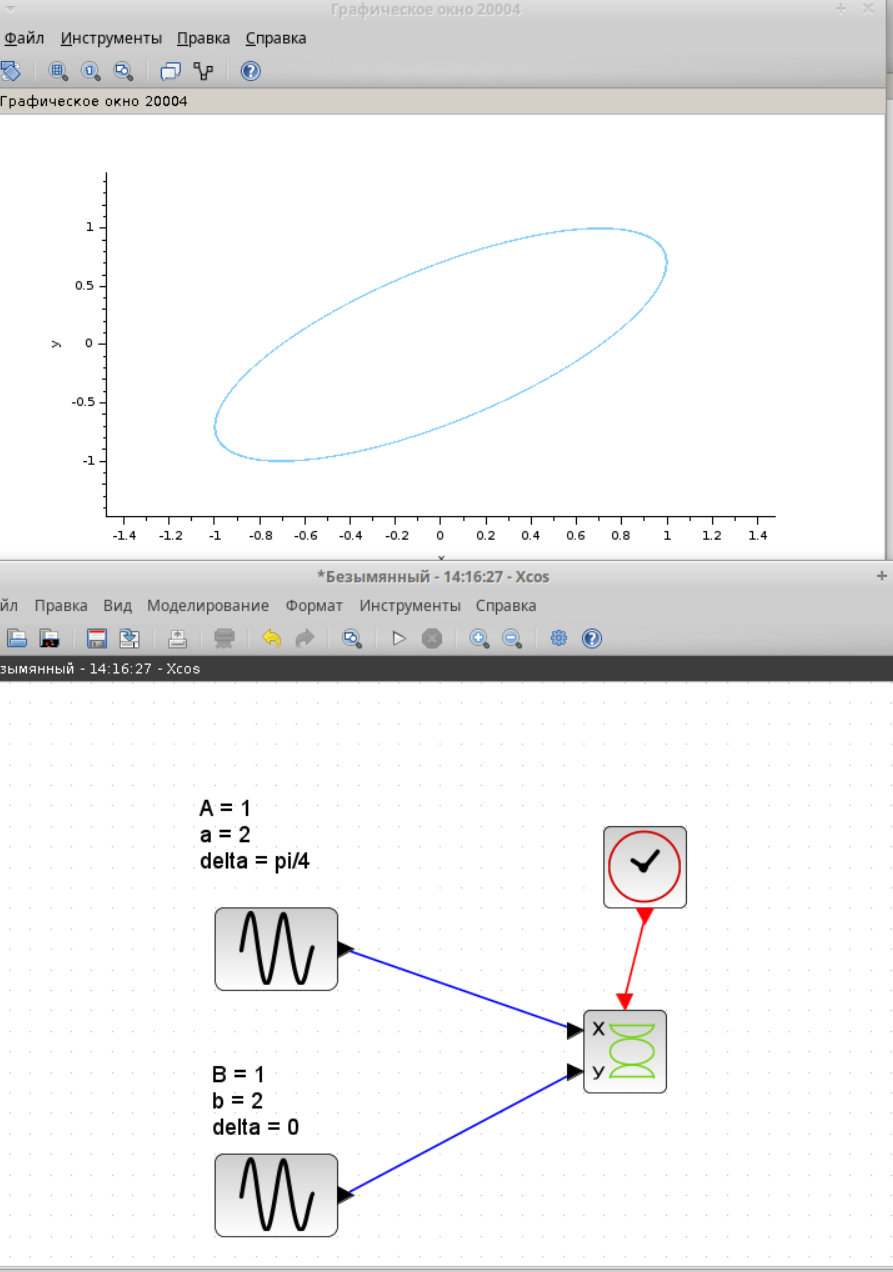 Графическое окно 20004
Файл Инструменты Правка Справка
Графическое окно 20004
1
0.5
0
-0.5
-1
y
-1.4 -1.2 -1 -0.8 -0.6 -0.4 -0.2 0 0.2 0.4 0.6 0.8 1 1.2 1.4
x
*Безымянный - 14:16:27 - Xcos
йл Правка Вид Моделирование Формат Инструменты Справка
зымянный - 14:16:27 - Xcos
A = 1
a = 2
delta = pi/4
X
y
B = 1
b = 2
delta = 0